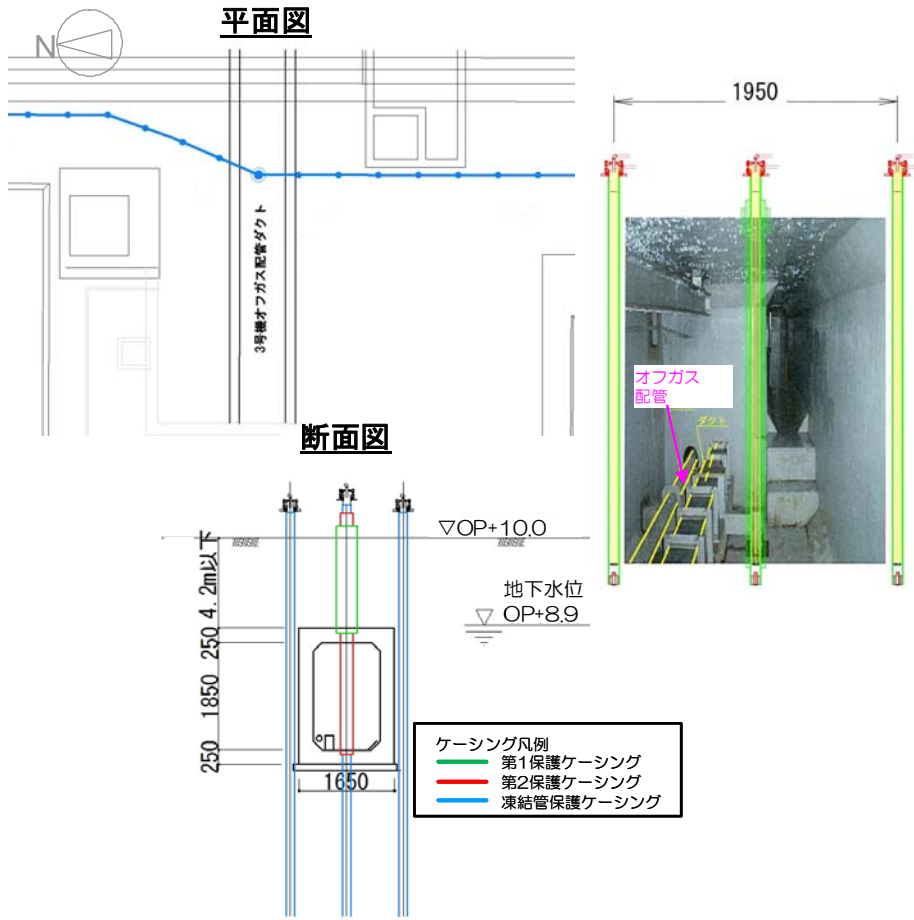 平面図
N
3号機オフガス配管ダクト
1950
オフガス
配管
ダクト
断面図
▽OP+10.0
地下水位
▽ OP+8.9
4.2m以下
250
1850
250
1650
ケーシング凡例
第1保護ケーシング
第2保護ケーシング
凍結管保護ケーシング